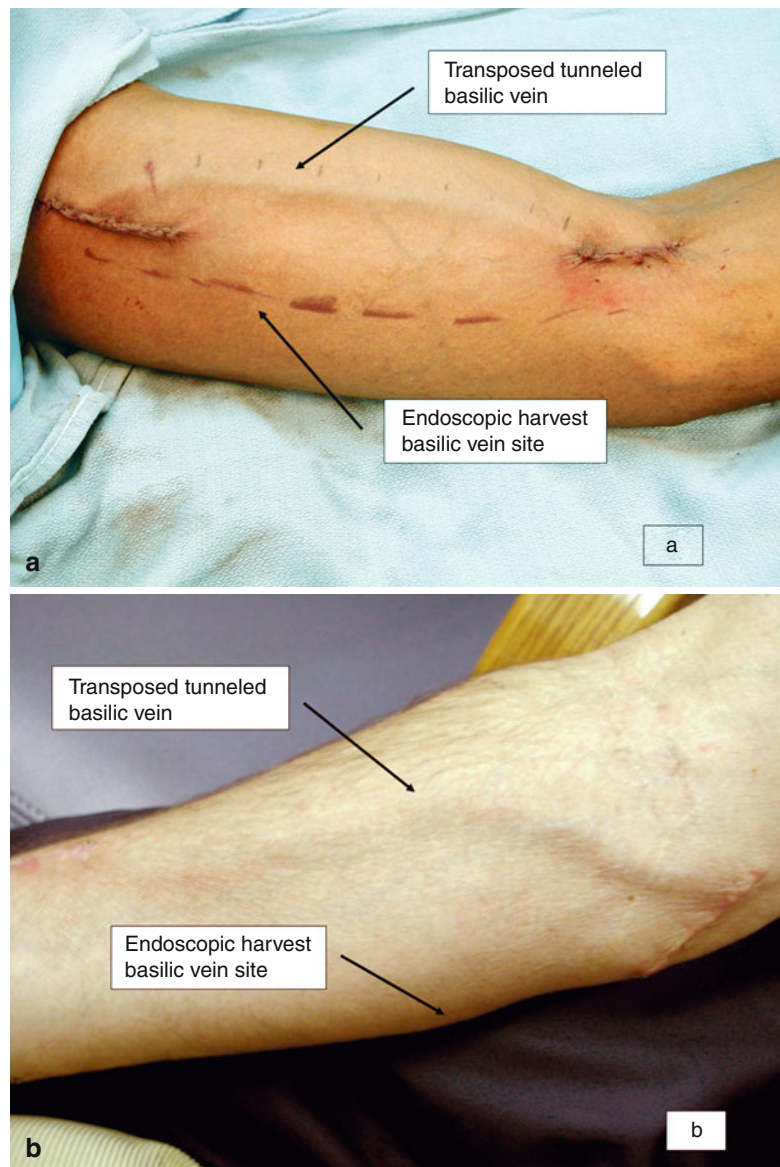 Transposed tunneled
basilic vein
Endoscopic harvest
basilic vein site
a
a
Transposed tunneled
basilic vein
Endoscopic harvest
basilic vein site
b
b